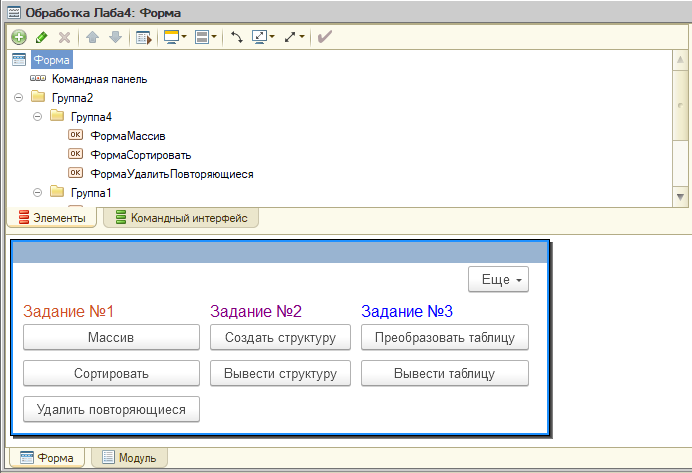 Обработка Лаба4: Форма
Форма
Командная панель
Группа2
Группа4
OK ФормаМассив
OK ФормаСортировать
OK ФормаУдалитьПовторяющиеся
Группа1
Элементы Командный интерфейс
Еще
Задание №1 Задание №2 Задание №3
Массив Создать структуру Преобразовать таблицу
Сортировать Вывести структуру Вывести таблицу
Удалить повторяющиеся
Форма Модуль